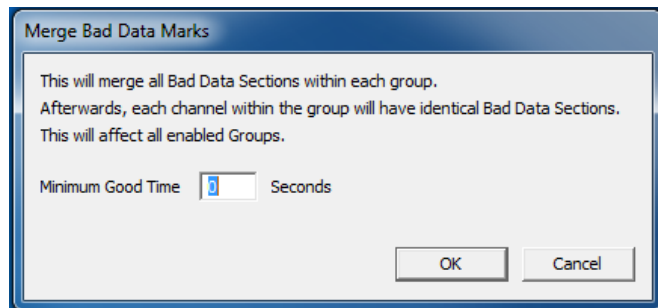 Merge Bad Data Marks
This will merge all Bad Data Sections within each group.
Afterwards, each channel within the group will have identical Bad Data Sections.
This will affect all enabled Groups.
Minimum Good Time 0 Seconds
OK Cancel